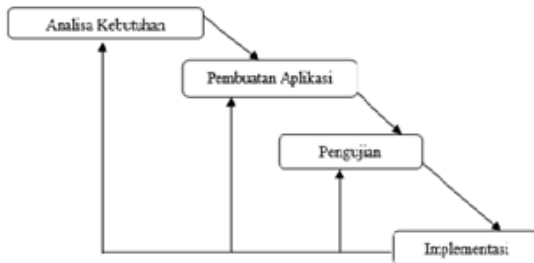 Analisa Kebutuhan
Pembuatan Aplikasi
Pengujian
Implementasi